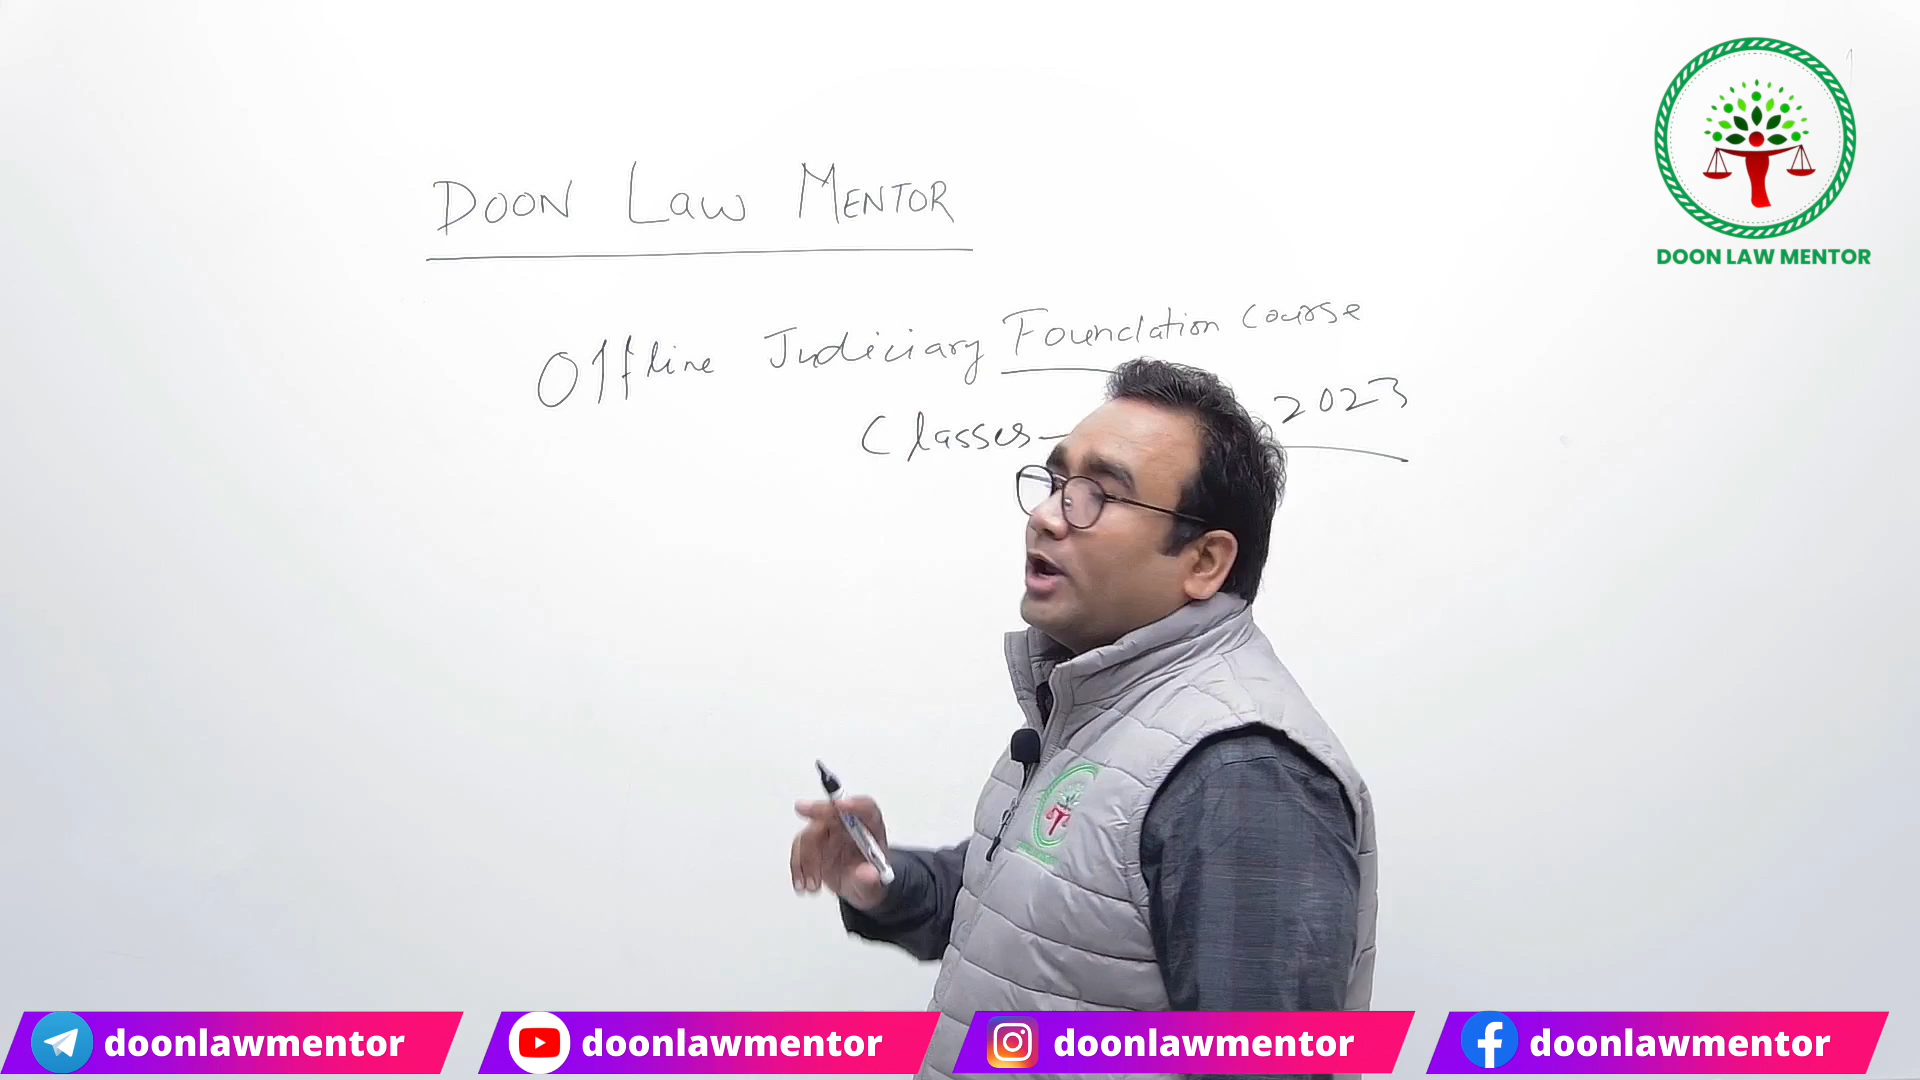 DOON LAW MENTOR
DOON LAW MENTOR
Offline Judiciary Foundation Course
Classes - 2023
doonlawmentor
doonlawmentor
doonlawmentor
doonlawmentor